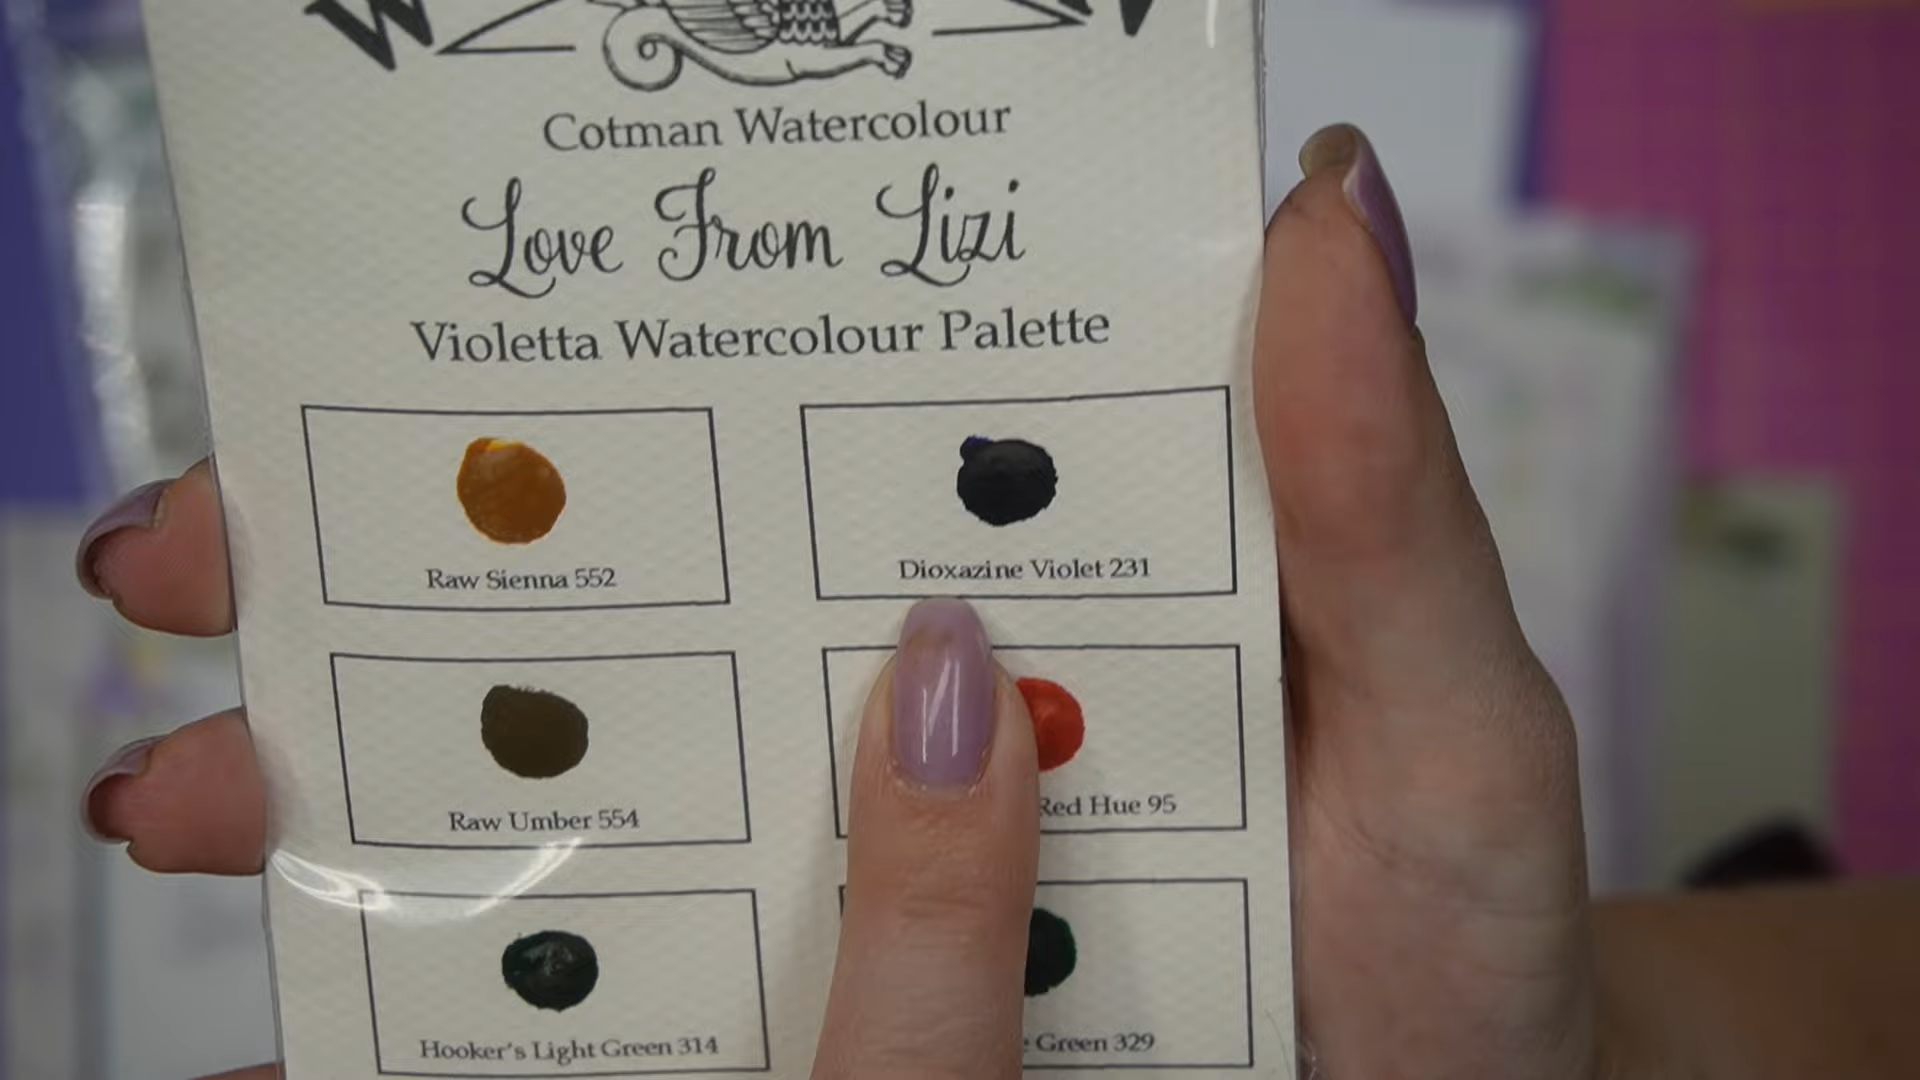 W
Cotman Watercolour
Love From Lizi
Violetta Watercolour Palette
Raw Sienna 552
Dioxazine Violet 231
Raw Umber 554
Red Hue 95
Hooker's Light Green 314
Green 329